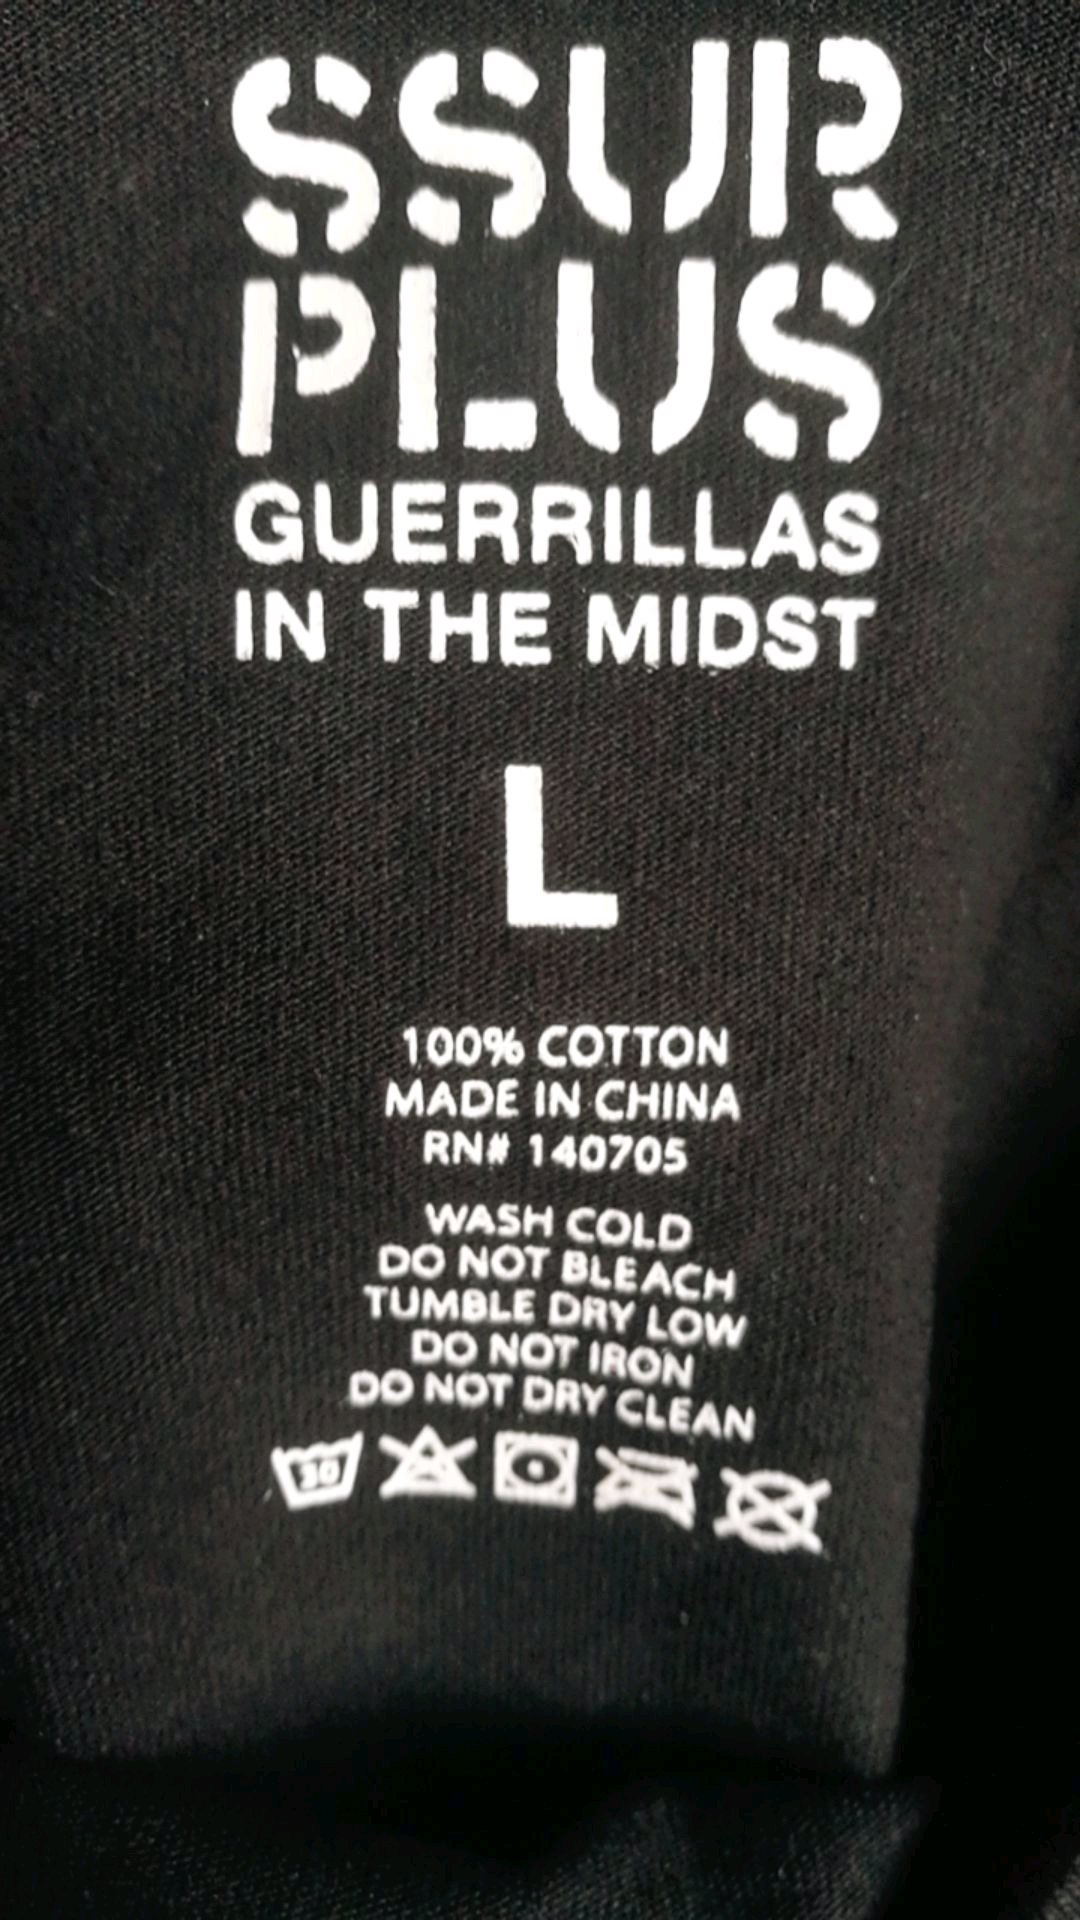 SSUR
PLUS
GUERRILLAS
IN THE MIDST
L
100% COTTON
MADE IN CHINA
RN# 140705
WASH COLD
DO NOT BLEACH
TUMBLE DRY LOW
DO NOT IRON
DO NOT DRY CLEAN
30